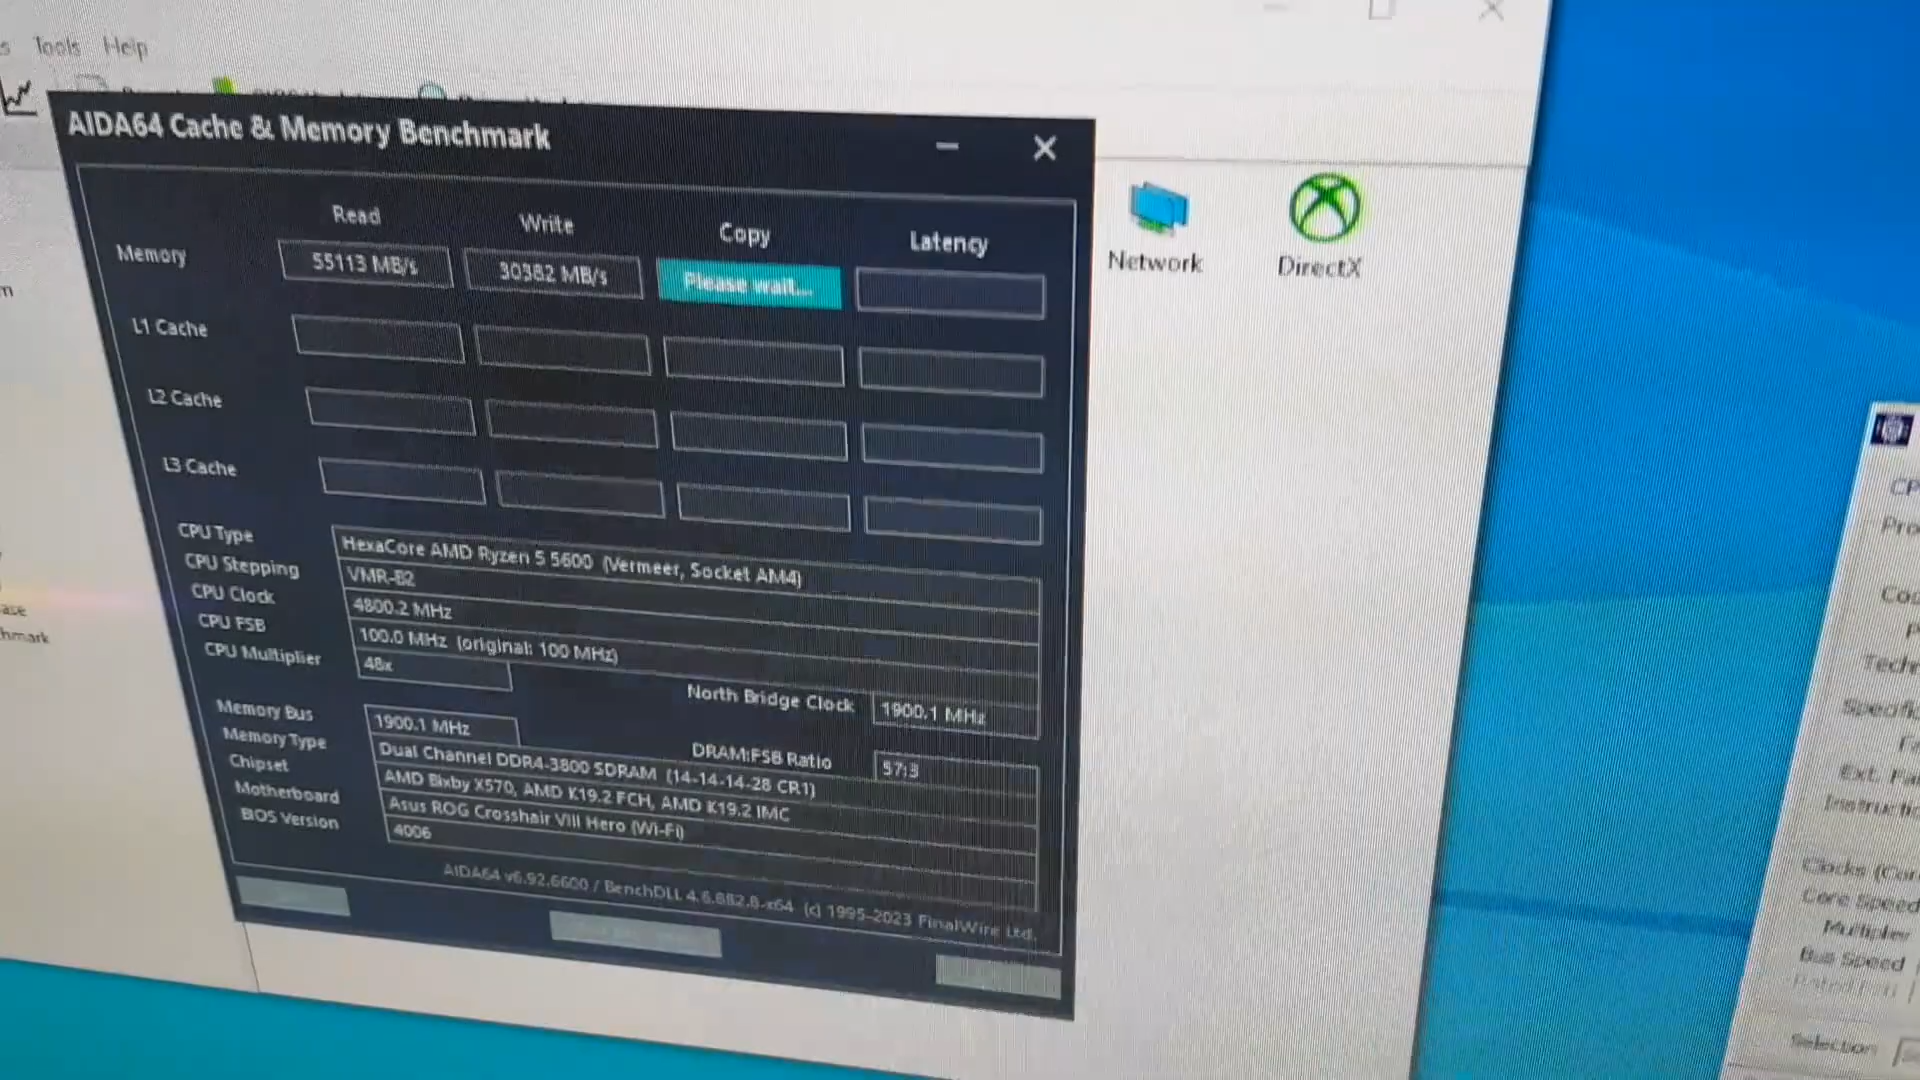 Tools Help
AIDA64 Cache & Memory Benchmark
Read Write Copy Latency
Memory 55113 MB/s 30382 MB/s Please wait...
L1 Cache
L2 Cache
L3 Cache
CPU Type HexaCore AMD Ryzen 5 5600 (Vermeer, Socket AM4)
CPU Stepping VMR-B2
CPU Clock 4800.2 MHz
CPU FSB 100.0 MHz (original: 100 MHz)
CPU Multiplier 48x
North Bridge Clock 1900.1 MHz
Memory Bus 1900.1 MHz
DRAM:FSB Ratio 57:3
Memory Type Dual Channel DDR4-3800 SDRAM (14-14-14-28 CR1)
Chipset AMD Bixby X570, AMD K19.2 FCH, AMD K19.2 IMC
Motherboard Asus ROG Crosshair VIII Hero (Wi-Fi)
BIOS Version 4006
AIDA64 v6.92.6600 / BenchDLL 4.6.882.8-x64 (c) 1995-2023 FinalWire Ltd.
Network
DirectX
Core Speed
Multiplier
Bus Speed
Selection